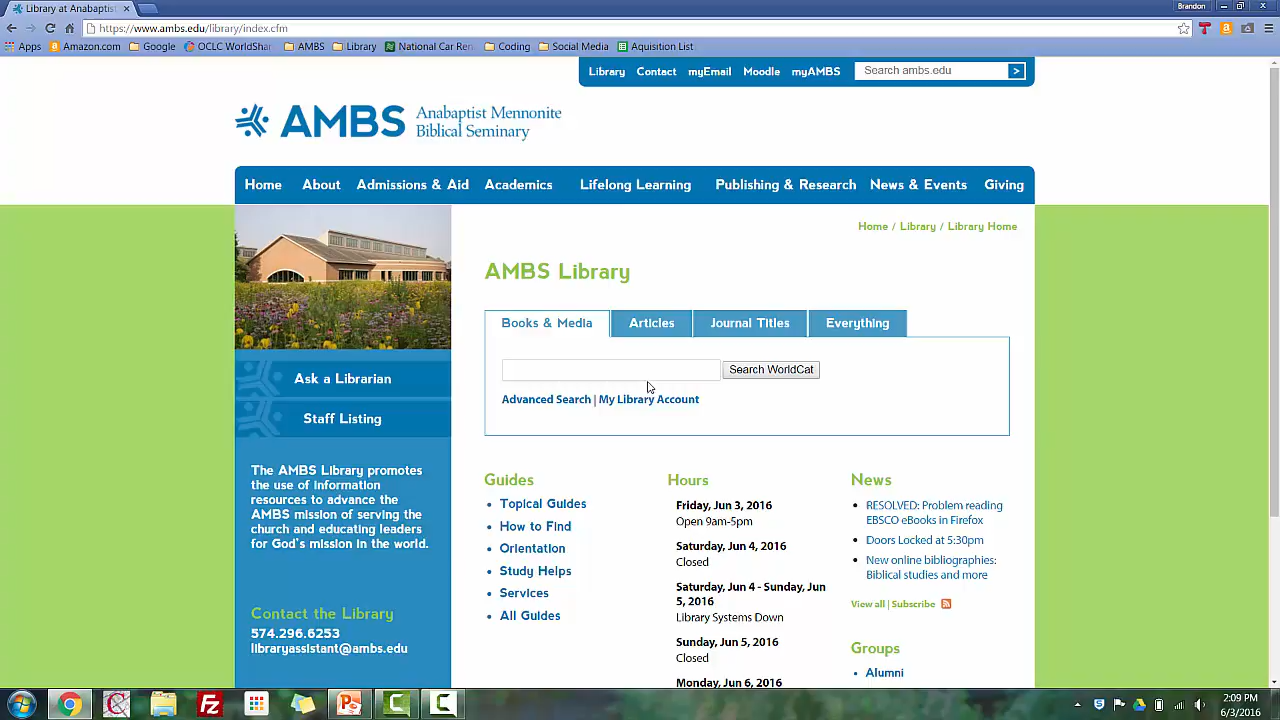 Library at Anabaptist
Brandon
https://www.ambs.edu/library/index.cfm
Apps
Amazon.com
Google
OCLC WorldShar
AMBS
Library
National Car Ren
Coding
Social Media
Aquisition List
Library
Contact
myEmail
Moodle
myAMBS
Search ambs.edu
>
AMBS
Anabaptist Mennonite
Biblical Seminary
Home
About
Admissions & Aid
Academics
Lifelong Learning
Publishing & Research
News & Events
Giving
Home / Library / Library Home
AMBS Library
Books & Media
Articles
Journal Titles
Everything
Search WorldCat
Advanced Search | My Library Account
Ask a Librarian
Staff Listing
The AMBS Library promotes
the use of information
resources to advance the
AMBS mission of serving the
church and educating leaders
for God's mission in the world.
Contact the Library
574.296.6253
libraryassistant@ambs.edu
Guides
Topical Guides
How to Find
Orientation
Study Helps
Services
All Guides
Hours
Friday, Jun 3, 2016
Open 9am-5pm
Saturday, Jun 4, 2016
Closed
Saturday, Jun 4 - Sunday, Jun
5, 2016
Library Systems Down
Sunday, Jun 5, 2016
Closed
Monday, Jun 6, 2016
News
RESOLVED: Problem reading
EBSCO eBooks in Firefox
Doors Locked at 5:30pm
New online bibliographies:
Biblical studies and more
View all | Subscribe
Groups
Alumni
2:09 PM
6/3/2016